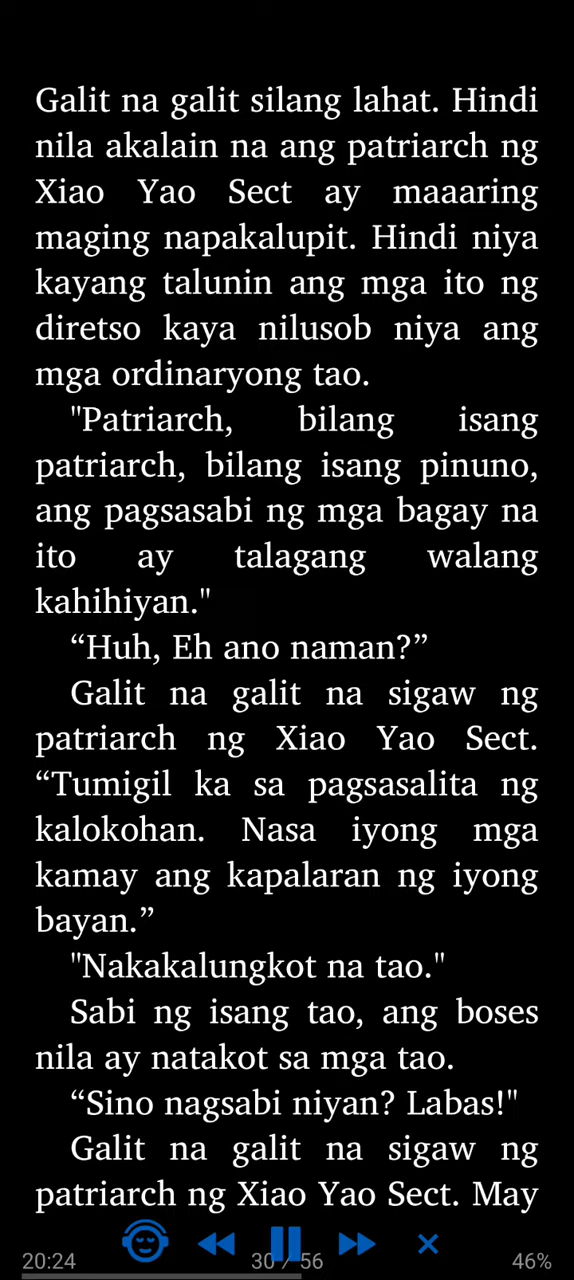 Galit na galit silang lahat. Hindi
nila akalain na ang patriarch ng
Xiao Yao Sect ay maaaring
maging napakalupit. Hindi niya
kayang talunin ang mga ito ng
diretso kaya nilusob niya ang
mga ordinaryong tao.
"Patriarch, bilang isang
patriarch, bilang isang pinuno,
ang pagsasabi ng mga bagay na
ito ay talagang walang
kahihiyan."
“Huh, Eh ano naman?”
Galit na galit na sigaw ng
patriarch ng Xiao Yao Sect.
“Tumigil ka sa pagsasalita ng
kalokohan. Nasa iyong mga
kamay ang kapalaran ng iyong
bayan.”
"Nakakalungkot na tao."
Sabi ng isang tao, ang boses
nila ay natakot sa mga tao.
“Sino nagsabi niyan? Labas!"
Galit na galit na sigaw ng
patriarch ng Xiao Yao Sect. May
20:24 30 / 56 46%